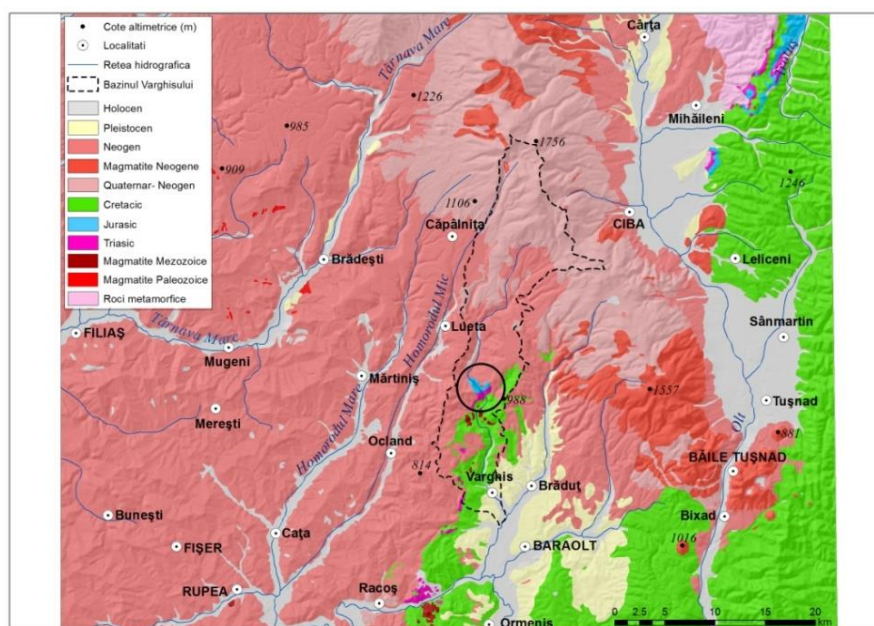 Cote altimetrice (m)
Localitati
Retea hidrografica
Bazinul Varghisului
Holocen
Pleistocen
Neogen
Magmatite Neogene
Quaternar- Neogen
Cretacic
Jurasic
Triasic
Magmatite Mezozoice
Magmatite Paleozoice
Roci metamorfice
Cârța
Târnava Mare
1226
985
Mihăileni
1756
909
1246
1106
CIBA
Căpâlnița
Brădești
Leliceni
Homorodul Mic
Lueta
Sânmartin
FILIAȘ
Târnava Mare
Mugeni
Mărtiniș
1557
988
Tușnad
Merești
Olt
Homorodul Mare
881
Ocland
BĂILE TUȘNAD
814
Varghis
Brăduț
Bunești
Bixad
Cața
FIȘER
BARAOLT
1016
RUPEA
Racoș
Ormeniș
0 2.5 5 10 15 20
km